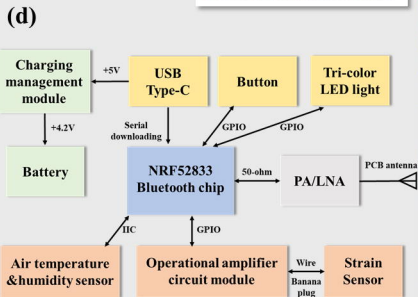 (d)
Charging
management
module
+5V
USB
Type-C
Button
Tri-color
LED light
+4.2V
Serial
downloading
GPIO
GPIO
Battery
NRF52833
Bluetooth chip
50-ohm
PA/LNA
PCB antenna
IIC
GPIO
Air temperature
&humidity sensor
Operational amplifier
circuit module
Wire
Banana
plug
Strain
Sensor